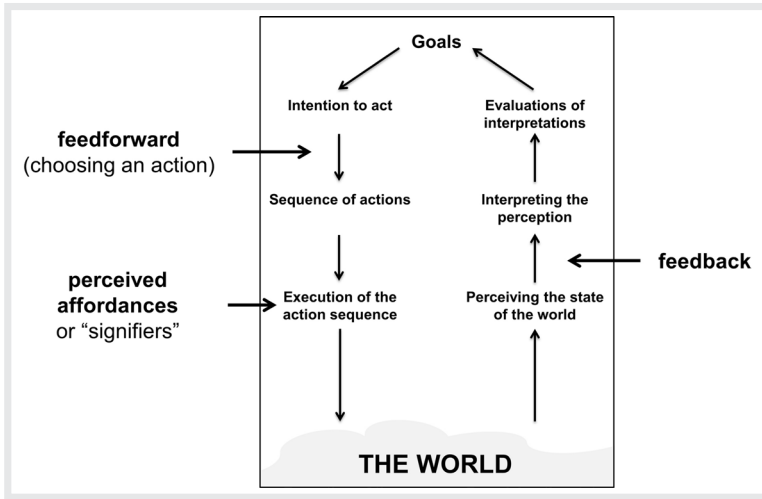 Goals
Intention to act
Evaluations of
interpretations
feedforward
(choosing an action)
Sequence of actions
Interpreting the
perception
feedback
perceived
affordances
or “signifiers”
Execution of the
action sequence
Perceiving the state
of the world
THE WORLD